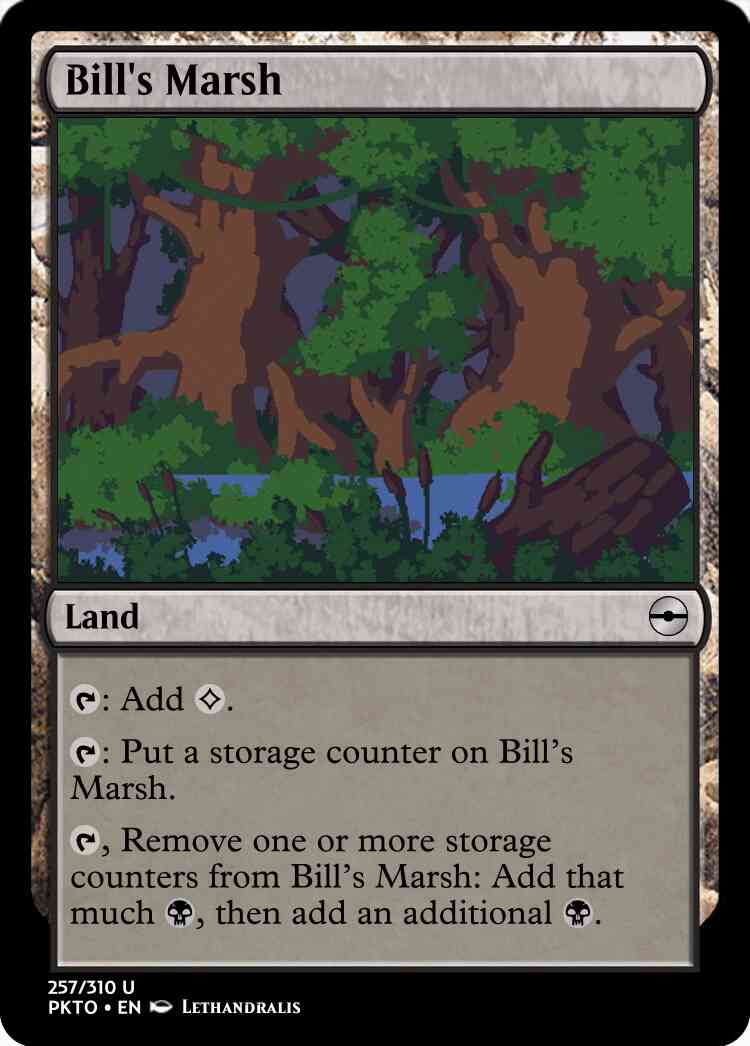 Bill's Marsh
Land
: Add .
: Put a storage counter on Bill's
Marsh.
, Remove one or more storage
counters from Bill's Marsh: Add that
much , then add an additional .
257/310 U
PKTO • EN Lethandralis